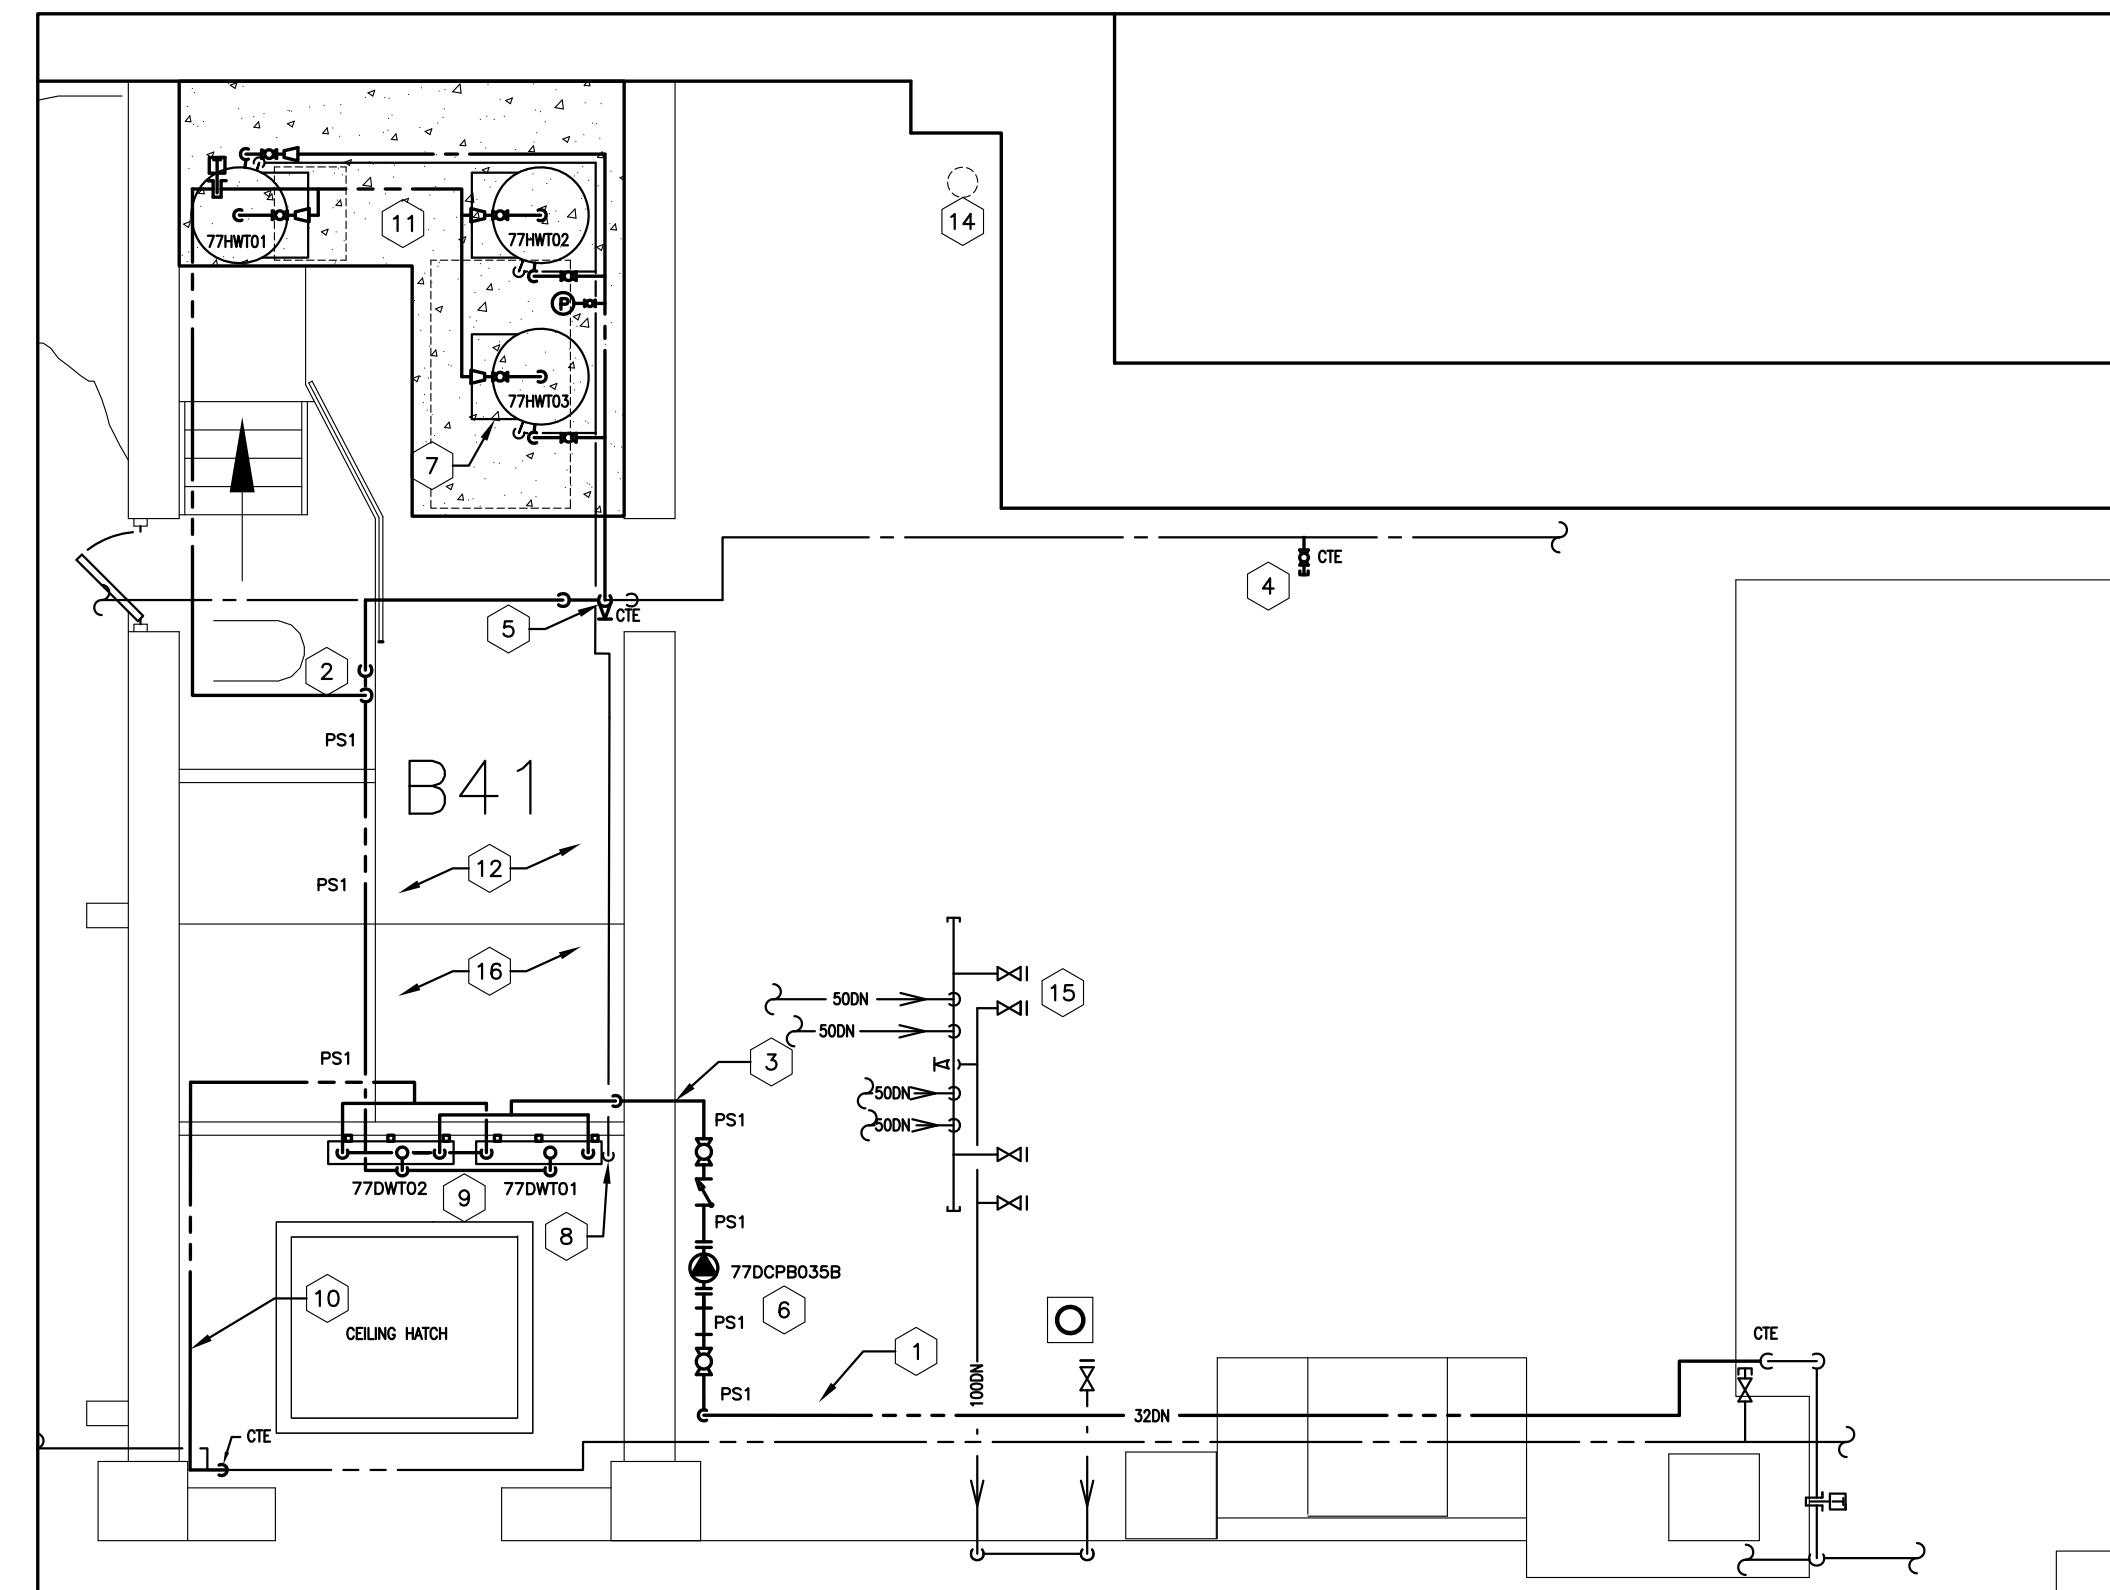 77HWT01
11
77HWT02
14
P
77HWT03
7
CTE
4
5
CTE
2
PS1
B41
12
PS1
16
15
50DN
50DN
3
PS1
50DN
50DN
PS1
77DWT02
9
77DWT01
8
PS1
77DCPB035B
6
10
PS1
CEILING HATCH
1
CTE
100DN
PS1
32DN
CTE